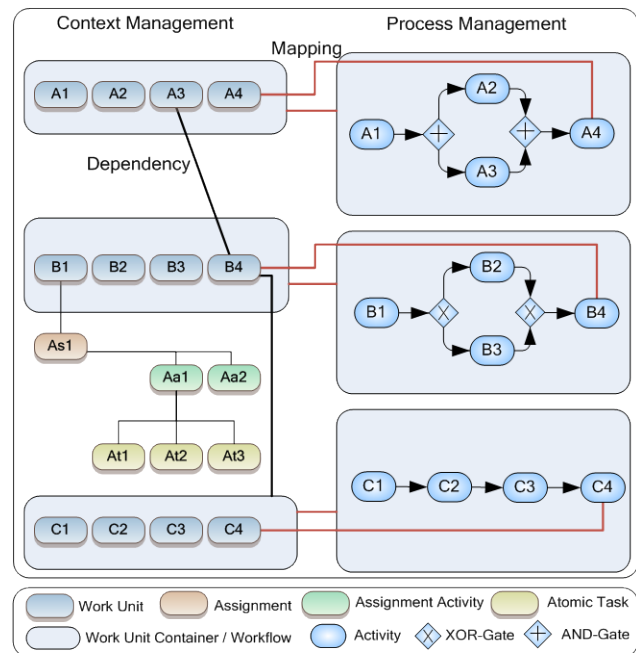 Context Management
Process Management
Mapping
A1 A2 A3 A4
A1
A2
A3
A4
Dependency
B1 B2 B3 B4
B1
B2
B3
B4
As1
Aa1 Aa2
At1 At2 At3
C1 C2 C3 C4
C1 C2 C3 C4
Work Unit Assignment Assignment Activity Atomic Task
Work Unit Container / Workflow Activity XOR-Gate AND-Gate